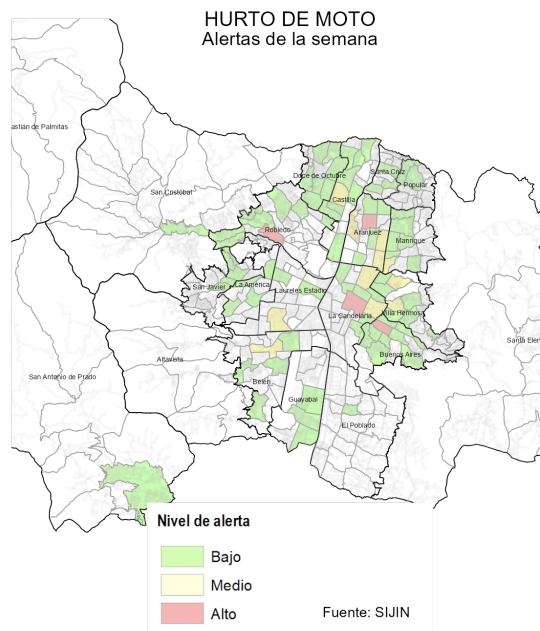 HURTO DE MOTO
Alertas de la semana
astián de Palmitas
San Cristóbal
Doce de Octubre
Santa Cruz
Popular
Castilla
Robledo
Aranjuez
Manrique
San Javier
La América
Laureles Estadio
La Candelaria
Villa Hermosa
Santa Elen
Altavista
Buenos Aires
San Antonio de Prado
Belén
Guayabal
El Poblado
Nivel de alerta
Bajo
Medio
Alto
Fuente: SIJIN